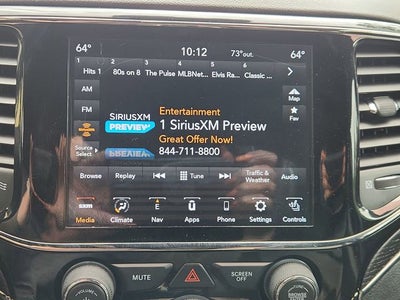 64° 10:12 73° out. 64°
1 2 3 4 5 6
Hits 1 80s on 8 The Pulse MLBNet... Elvis Ra... Classic ...
AM
FM
SIRIUSXM
Source
Select
SIRIUSXM
PREVIEW
Entertainment
1 SiriusXM Preview
Great Offer Now!
844-711-8800
Map
Fav
Browse Replay Tune Traffic &
Weather Audio
Media Climate E Nav Apps Phone Settings Controls
VOLUME
MUTE
SCREEN
OFF